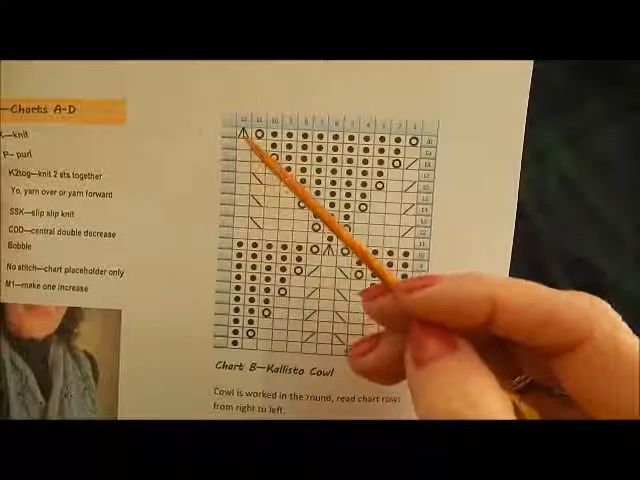 —Charts A-D
K—knit
P— purl
K2tog—knit 2 sts together
Yo, yarn over or yarn forward
SSK—slip slip knit
CDD—central double decrease
Bobble
No stitch—chart placeholder only
M1—make one increase
Chart B—Kallisto Cowl
Cowl is worked in the round, read chart rows
from right to left.